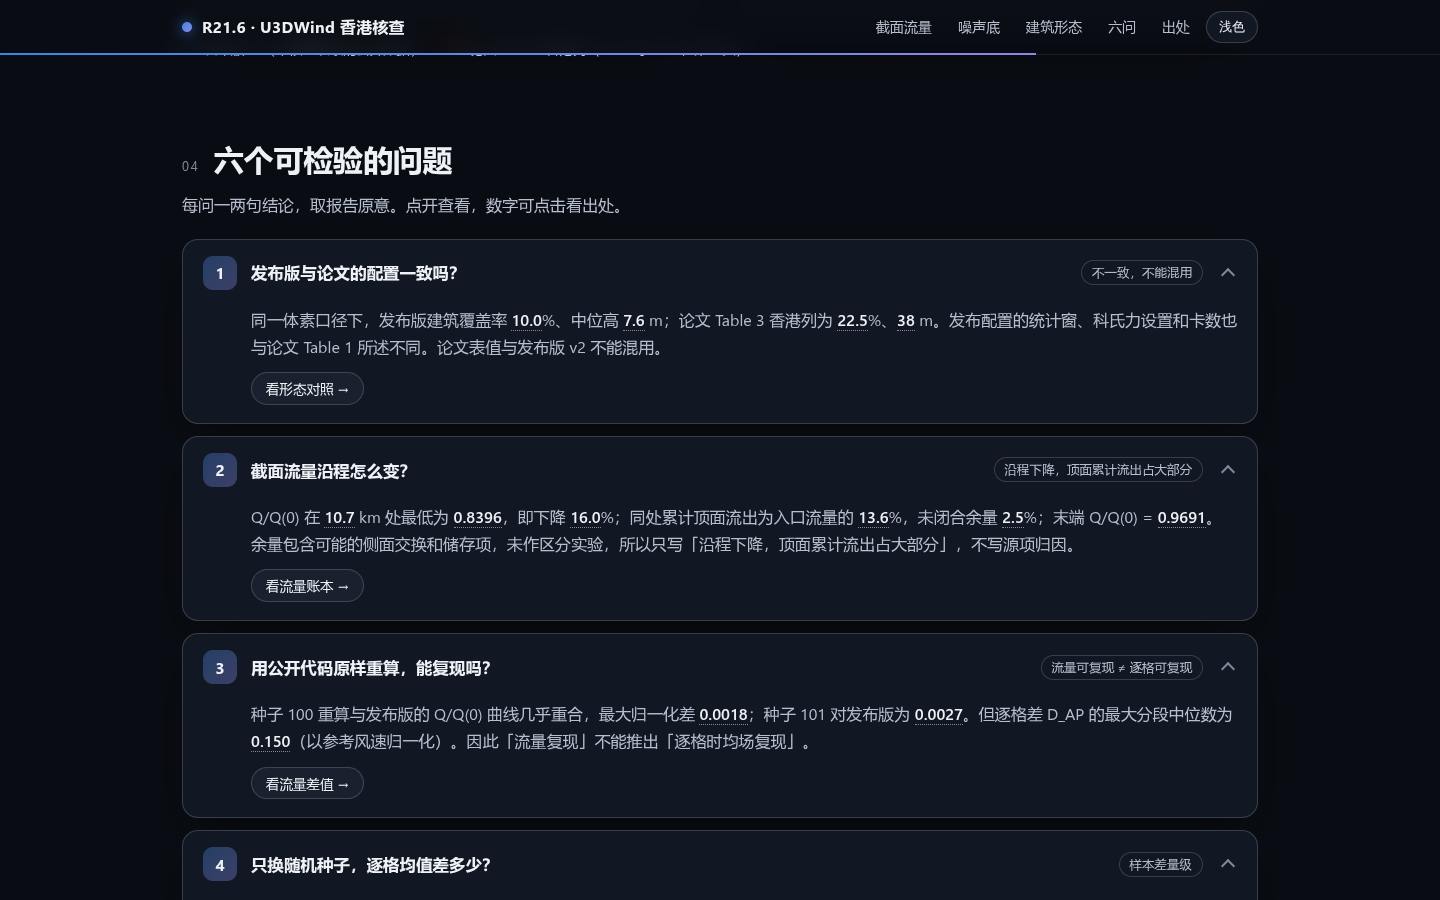 R21.6 · U3DWind 香港核查
截面流量 噪声底 建筑形态 六问 出处 浅色
04 六个可检验的问题
每问一两句结论，取报告原意。点开查看，数字可点击看出处。
1 发布版与论文的配置一致吗？ 不一致，不能混用
同一体素口径下，发布版建筑覆盖率 10.0%、中位高 7.6 m；论文 Table 3 香港列为 22.5%、38 m。发布配置的统计窗、科氏力设置和卡数也
与论文 Table 1 所述不同。论文表值与发布版 v2 不能混用。
看形态对照 →
2 截面流量沿程怎么变？ 沿程下降，顶面累计流出占大部分
Q/Q(0) 在 10.7 km 处最低为 0.8396，即下降 16.0%；同处累计顶面流出为入口流量的 13.6%，未闭合余量 2.5%；末端 Q/Q(0) = 0.9691。
余量包含可能的侧面交换和储存项，未作区分实验，所以只写「沿程下降，顶面累计流出占大部分」，不写源项归因。
看流量账本 →
3 用公开代码原样重算，能复现吗？ 流量可复现 ≠ 逐格可复现
种子 100 重算与发布版的 Q/Q(0) 曲线几乎重合，最大归一化差 0.0018；种子 101 对发布版为 0.0027。但逐格差 D_AP 的最大分段中位数为
0.150（以参考风速归一化）。因此「流量复现」不能推出「逐格时均场复现」。
看流量差值 →
4 只换随机种子，逐格均值差多少？ 样本差量级